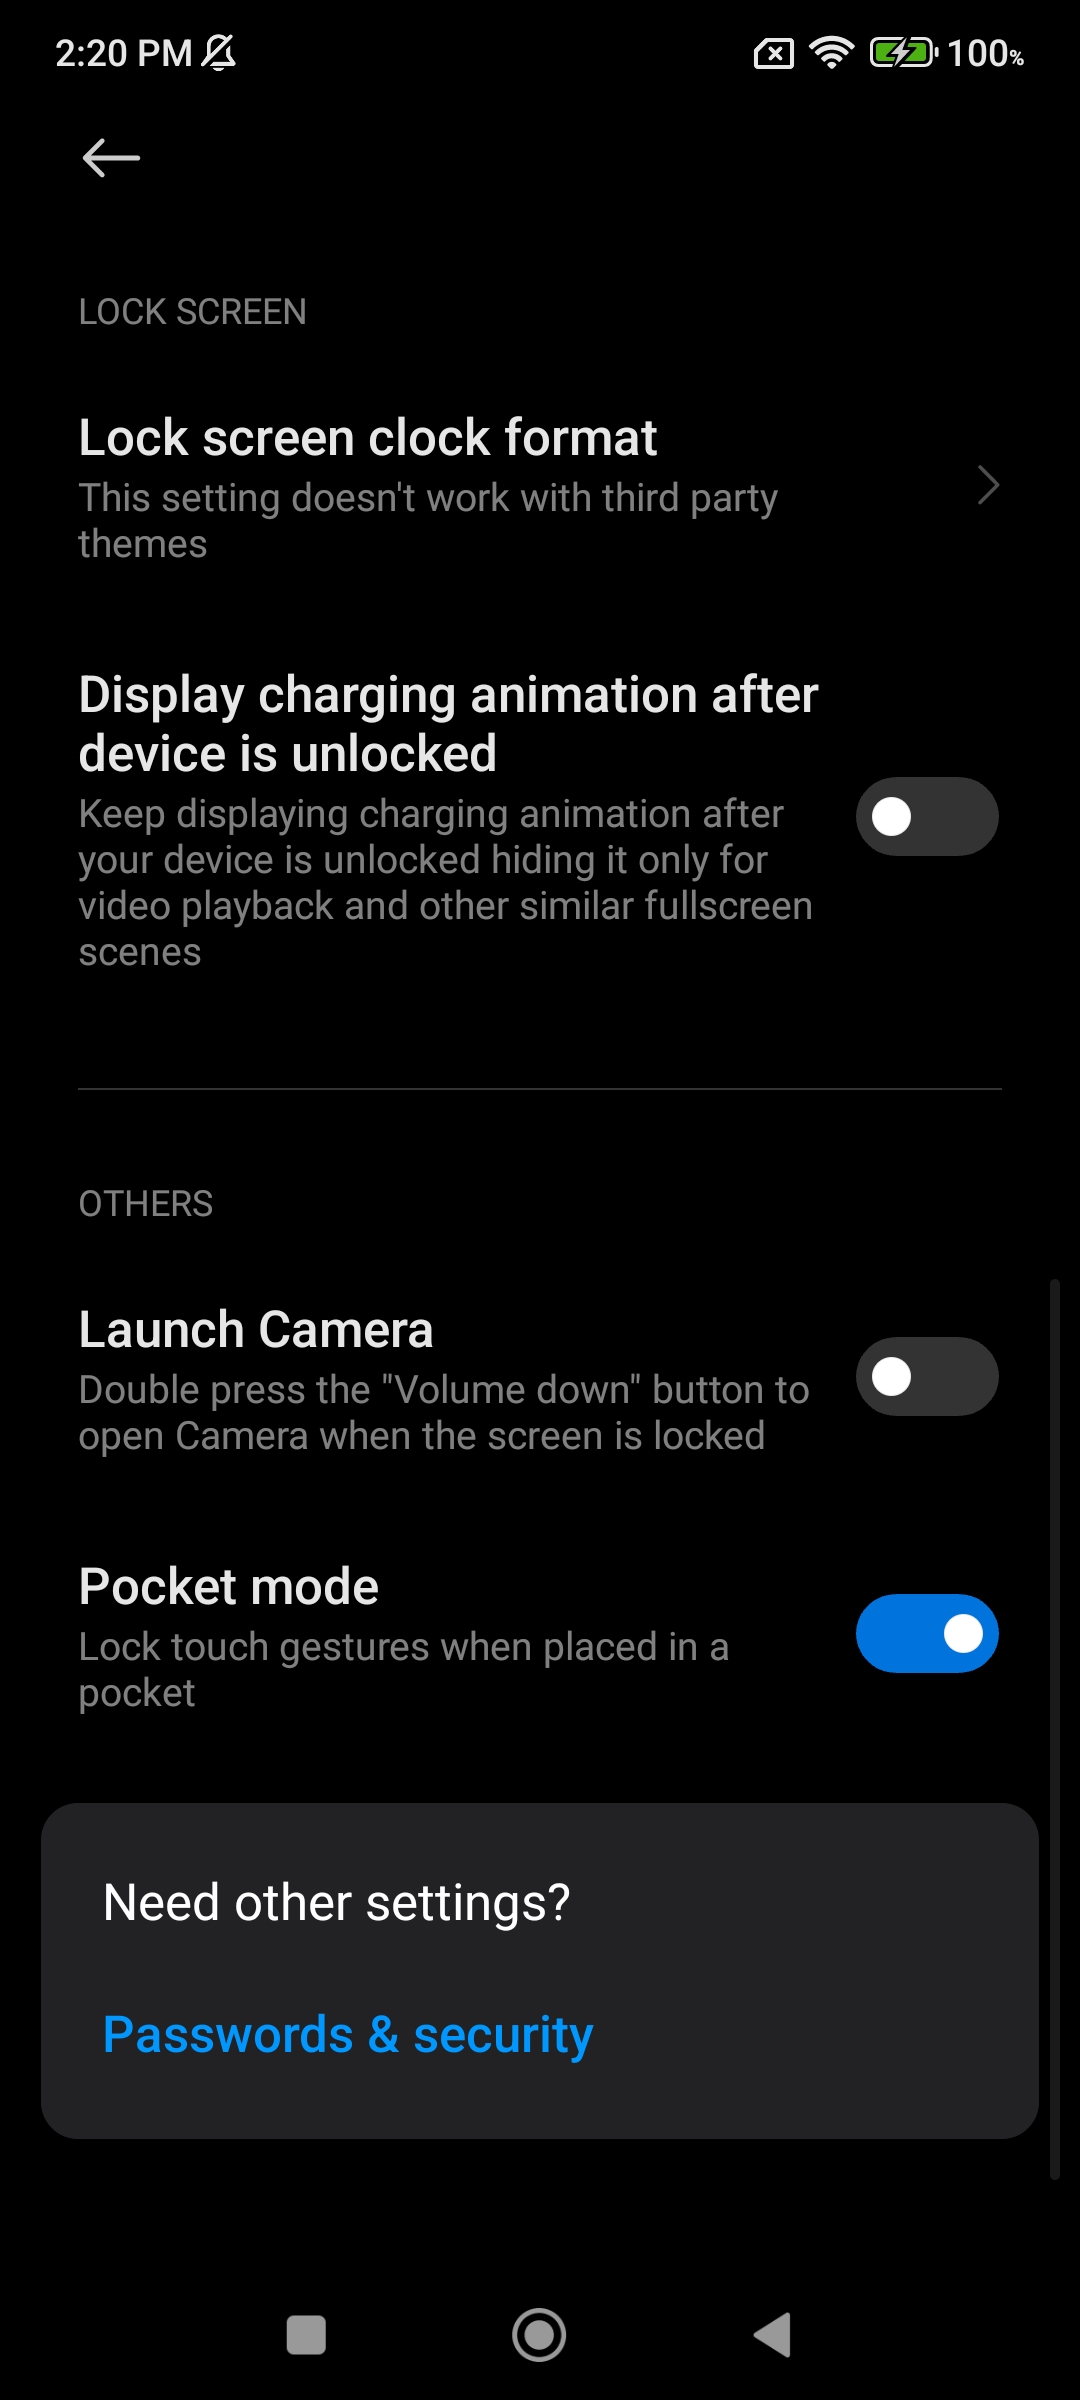 2:20 PM
100%
LOCK SCREEN
Lock screen clock format
This setting doesn't work with third party
themes
Display charging animation after
device is unlocked
Keep displaying charging animation after
your device is unlocked hiding it only for
video playback and other similar fullscreen
scenes
OTHERS
Launch Camera
Double press the "Volume down" button to
open Camera when the screen is locked
Pocket mode
Lock touch gestures when placed in a
pocket
Need other settings?
Passwords & security